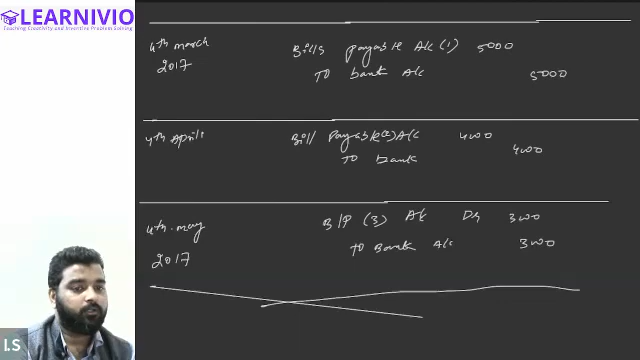 LEARNIVIO
Teaching Creativity and Inventive Problem Solving
4th march 2017
Bills payable A/c (1) 5000
To bank A/c 5000
4th April
Bill Payable(2) A/c 4000
To bank 4000
4th may 2017
B/P (3) A/c Dr 3000
To Bank A/c 3000
I.S